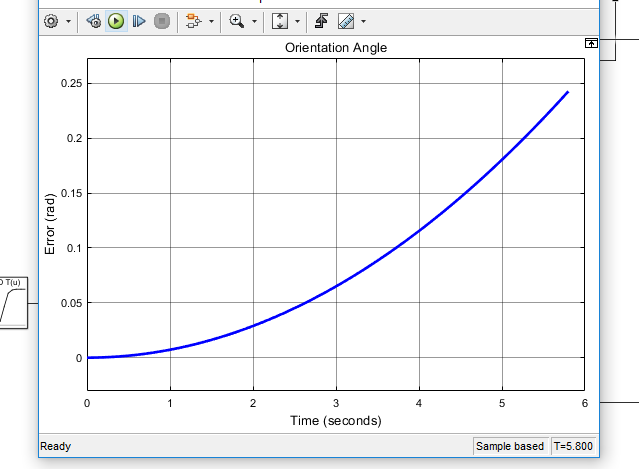 Orientation Angle
0.25
0.2
0.15
0.1
0.05
0
Error (rad)
0 1 2 3 4 5 6
Time (seconds)
T(u)
Ready
Sample based
T=5.800